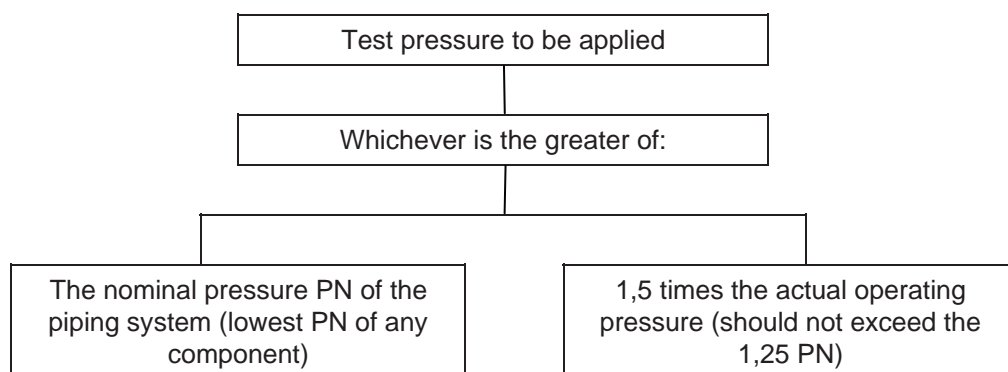 Test pressure to be applied
Whichever is the greater of:
The nominal pressure PN of the
piping system (lowest PN of any
component)
1,5 times the actual operating
pressure (should not exceed the
1,25 PN)